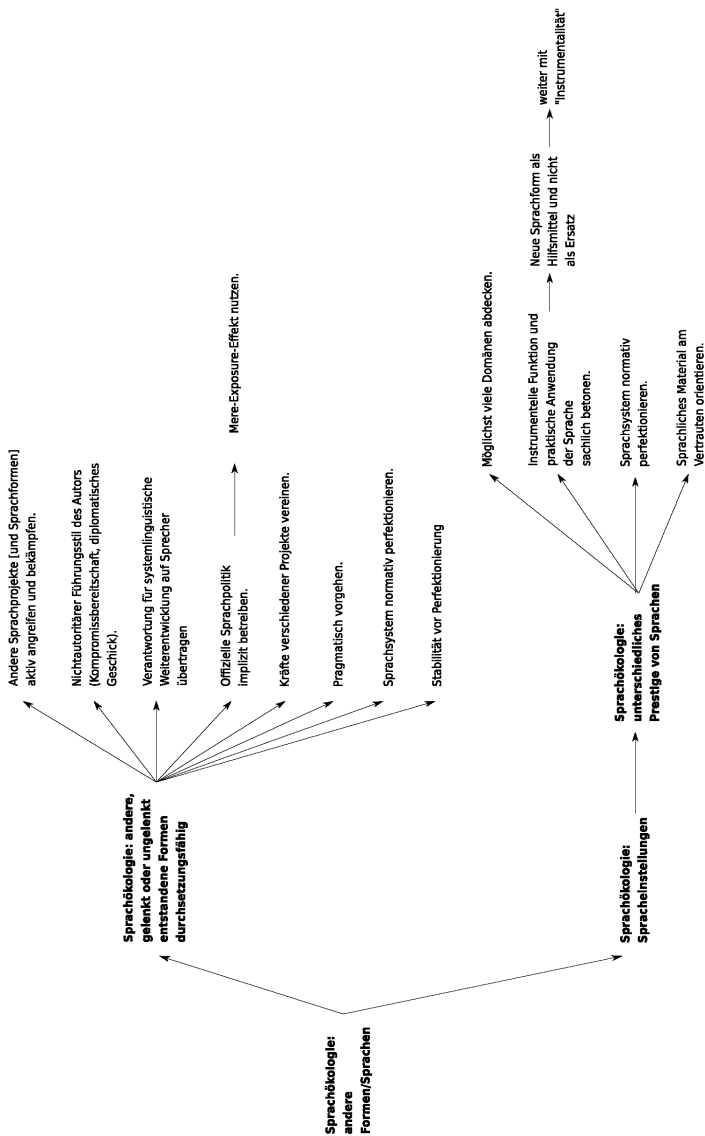 Sprachökologie:
andere
Formen/Sprachen
Sprachökologie: andere,
gelenkt oder ungelenkt
entstandene Formen
durchsetzungsfähig
Andere Sprachprojekte [und Sprachformen]
aktiv angreifen und bekämpfen.
Nichtautoritärer Führungsstil des Autors
(Kompromissbereitschaft, diplomatisches
Geschick).
Verantwortung für systemlinguistische
Weiterentwicklung auf Sprecher
übertragen
Offizielle Sprachpolitik
implizit betreiben.
Mere-Exposure-Effekt nutzen.
Kräfte verschiedener Projekte vereinen.
Pragmatisch vorgehen.
Sprachsystem normativ perfektionieren.
Stabilität vor Perfektionierung
Sprachökologie:
Spracheinstellungen
Sprachökologie:
unterschiedliches
Prestige von Sprachen
Möglichst viele Domänen abdecken.
Instrumentelle Funktion und
praktische Anwendung
der Sprache
sachlich betonen.
Neue Sprachform als
Hilfsmittel und nicht
als Ersatz
weiter mit
"Instrumentalität"
Sprachsystem normativ
perfektionieren.
Sprachliches Material am
Vertrauten orientieren.